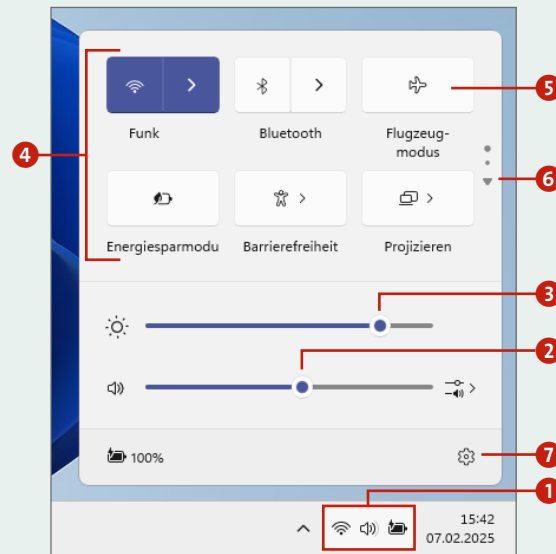 Funk
Bluetooth
Flugzeug-
modus
5
4
6
Energiesparmodu
Barrierefreiheit
Projizieren
3
2
100%
7
1
15:42
07.02.2025